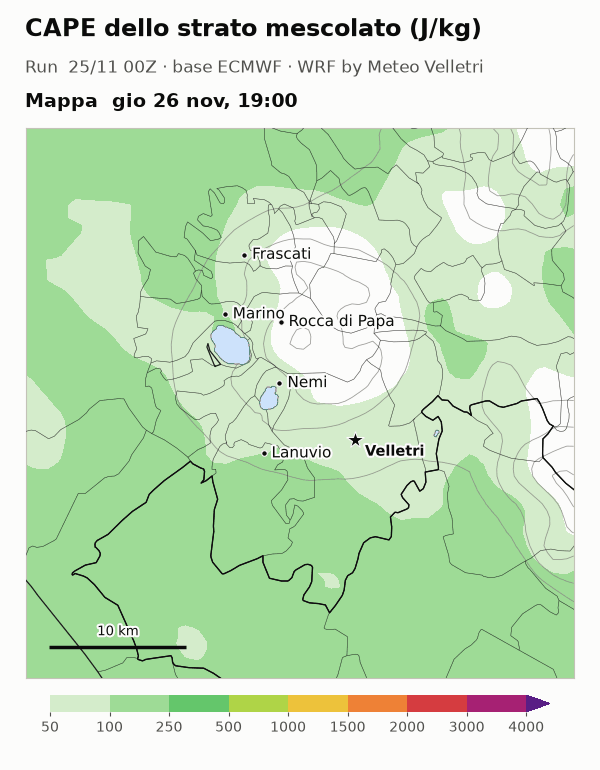 CAPE dello strato mescolato (J/kg)
Run  25/11 00Z · base ECMWF · WRF by Meteo Velletri
Mappa  gio 26 nov, 19:00
Frascati
Marino
Rocca di Papa
Nemi
Velletri
Lanuvio
10 km
50 100 250 500 1000 1500 2000 3000 4000